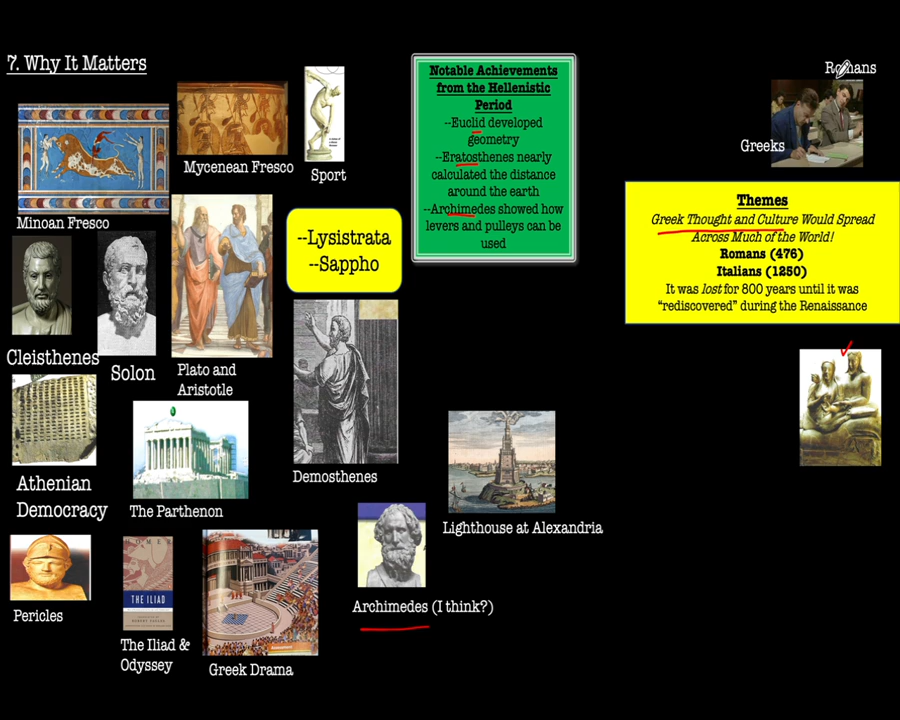 7. Why It Matters
Minoan Fresco
Mycenean Fresco
Sport
Cleisthenes
Solon
Plato and
Aristotle
--Lysistrata
--Sappho
Notable Achievements
from the Hellenistic
Period
--Euclid developed
geometry
--Eratosthenes nearly
calculated the distance
around the earth
--Archimedes showed how
levers and pulleys can be
used
Romans
Greeks
Themes
Greek Thought and Culture Would Spread
Across Much of the World!
Romans (476)
Italians (1250)
It was lost for 800 years until it was
“rediscovered” during the Renaissance
Athenian
Democracy
The Parthenon
Demosthenes
Lighthouse at Alexandria
Pericles
HOMER
THE ILIAD
The Iliad &
Odyssey
Greek Drama
Archimedes (I think?)